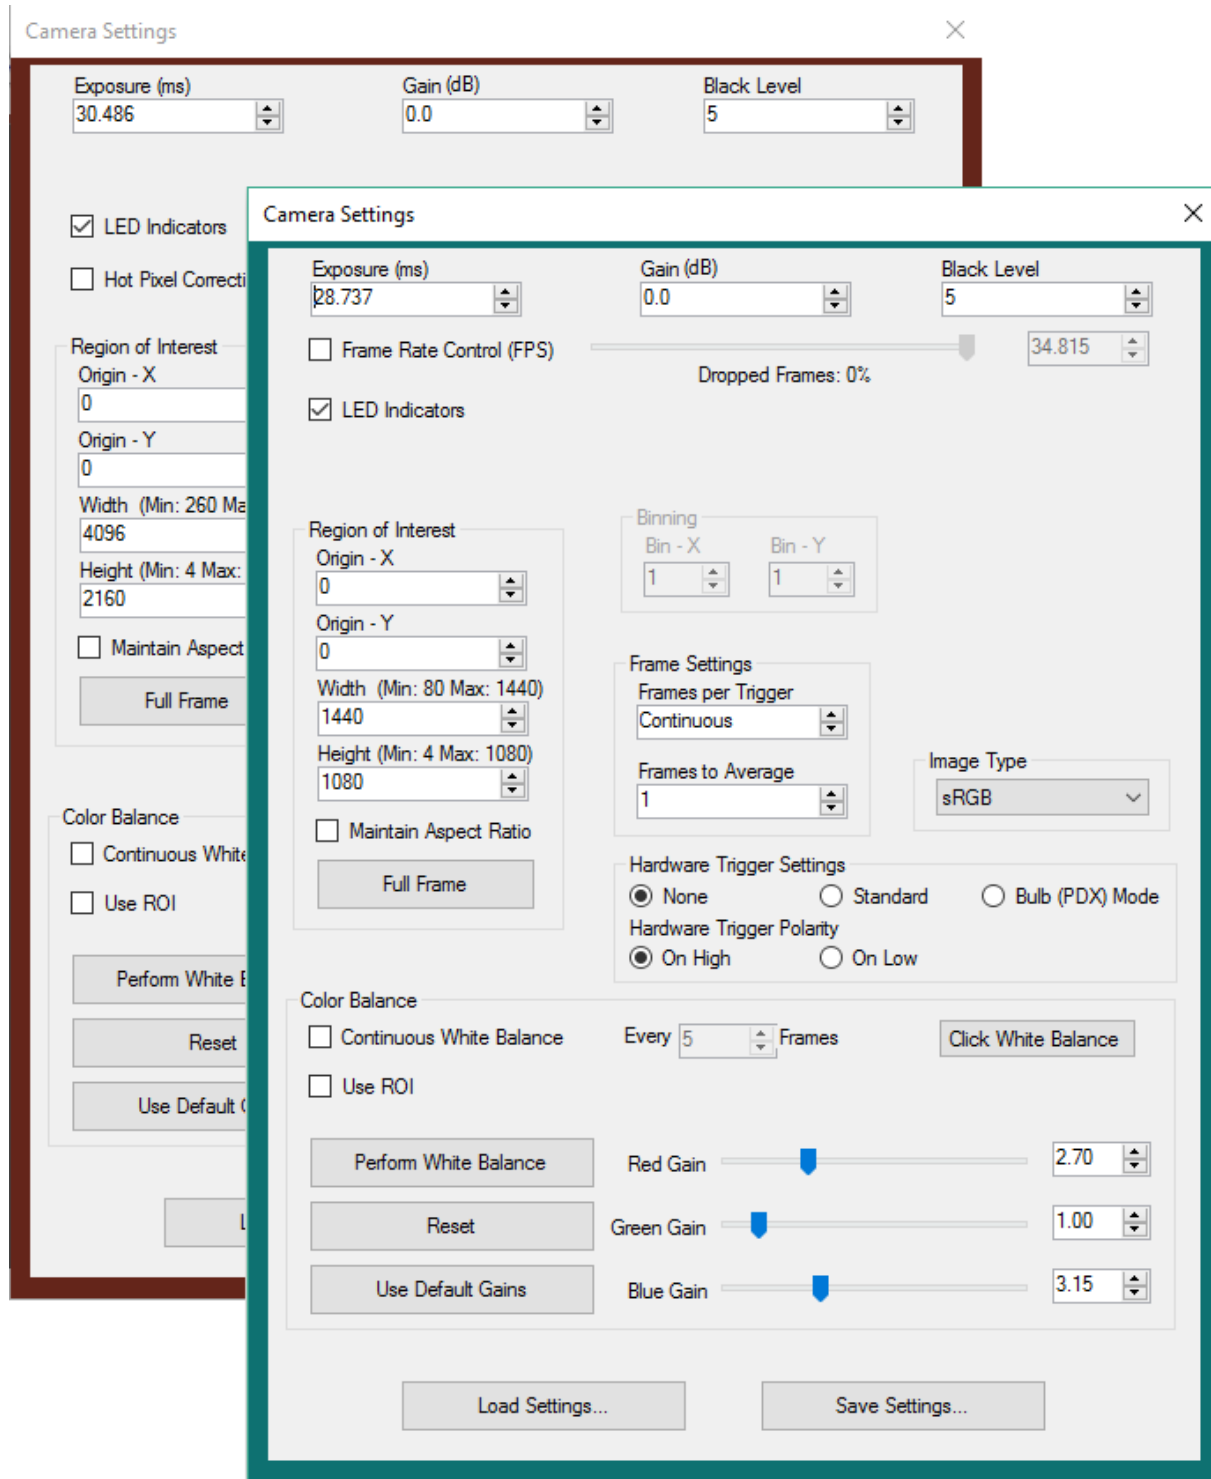 Camera Settings
Exposure (ms)
30.486
Gain (dB)
0.0
Black Level
5
LED Indicators
Hot Pixel Correcti
Region of Interest
Origin - X
0
Origin - Y
0
Width (Min: 260 Ma
4096
Height (Min: 4 Max:
2160
Maintain Aspect
Full Frame
Color Balance
Continuous White
Use ROI
Perform White B
Reset
Use Default G
L
Camera Settings
Exposure (ms)
28.737
Gain (dB)
0.0
Black Level
5
Frame Rate Control (FPS)
34.815
Dropped Frames: 0%
LED Indicators
Region of Interest
Origin - X
0
Origin - Y
0
Width (Min: 80 Max: 1440)
1440
Height (Min: 4 Max: 1080)
1080
Maintain Aspect Ratio
Full Frame
Binning
Bin - X
Bin - Y
1
1
Frame Settings
Frames per Trigger
Continuous
Frames to Average
1
Image Type
sRGB
Hardware Trigger Settings
None
Standard
Bulb (PDX) Mode
Hardware Trigger Polarity
On High
On Low
Color Balance
Continuous White Balance
Every 5 Frames
Click White Balance
Use ROI
Perform White Balance
Red Gain
2.70
Reset
Green Gain
1.00
Use Default Gains
Blue Gain
3.15
Load Settings...
Save Settings...